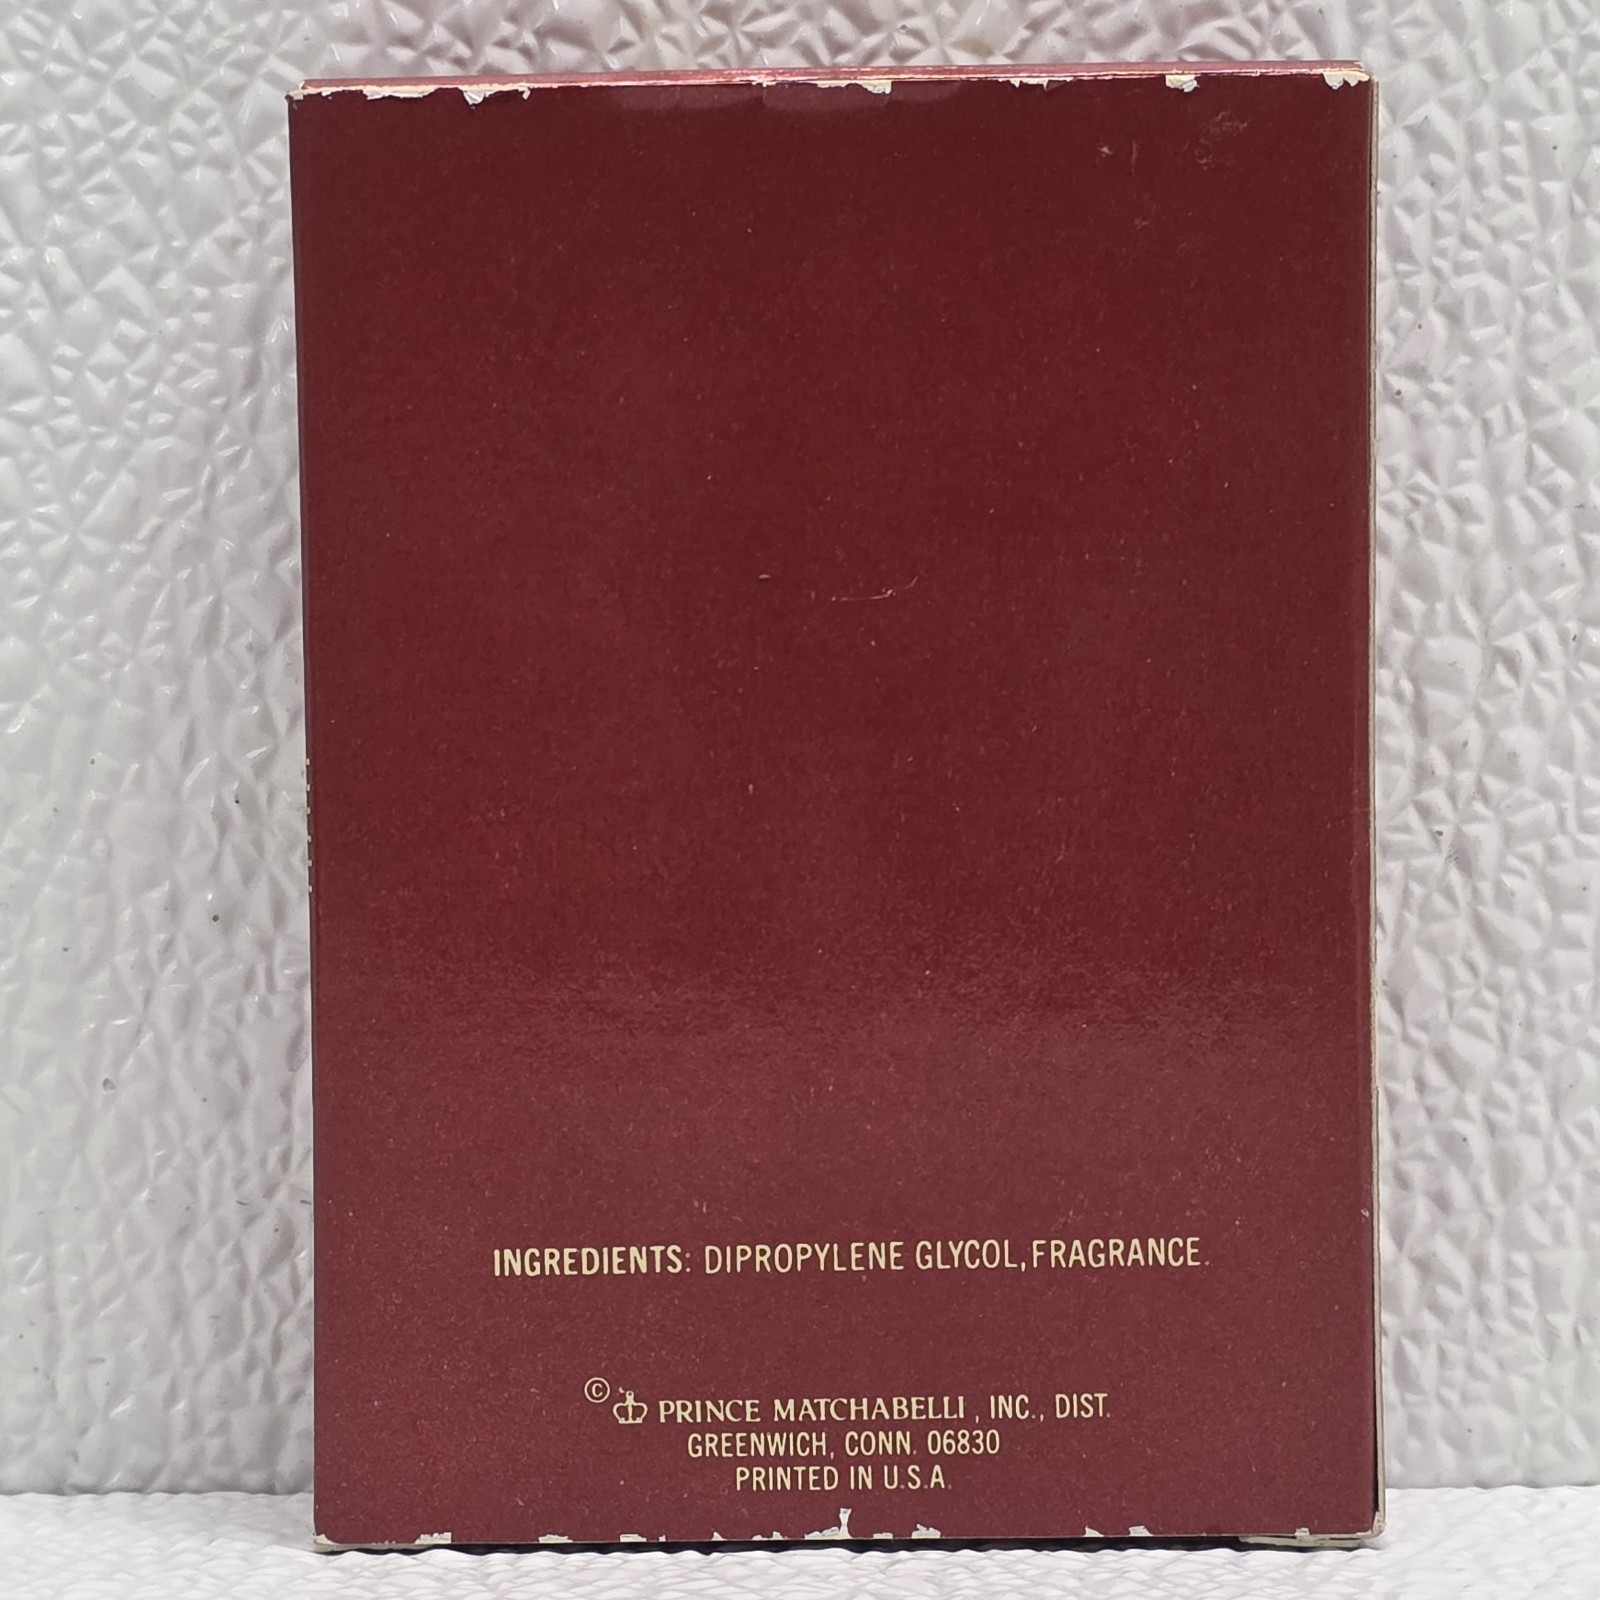 INGREDIENTS: DIPROPYLENE GLYCOL, FRAGRANCE.
© PRINCE MATCHABELLI, INC., DIST.
GREENWICH, CONN. 06830
PRINTED IN U.S.A.